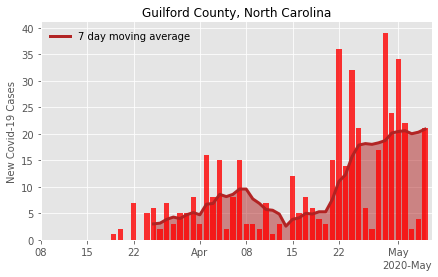 Guilford County, North Carolina
7 day moving average
New Covid-19 Cases
40
35
30
25
20
15
10
5
0
08 15 22 Apr 08 15 22 May
2020-May